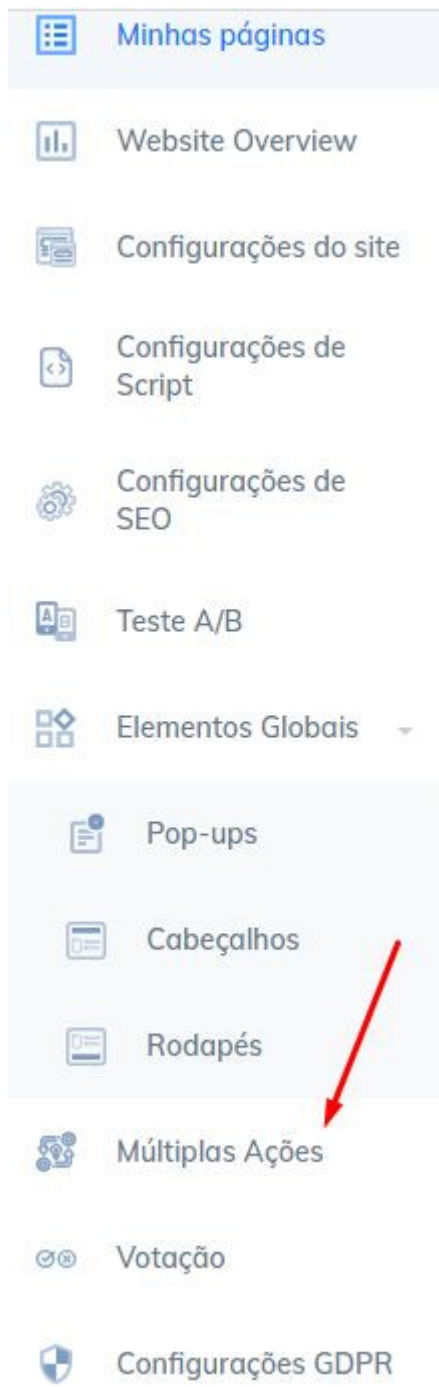 Minhas páginas
Website Overview
Configurações do site
Configurações de
Script
Configurações de
SEO
Teste A/B
Elementos Globais
Pop-ups
Cabeçalhos
Rodapés
Múltiplas Ações
Votação
Configurações GDPR